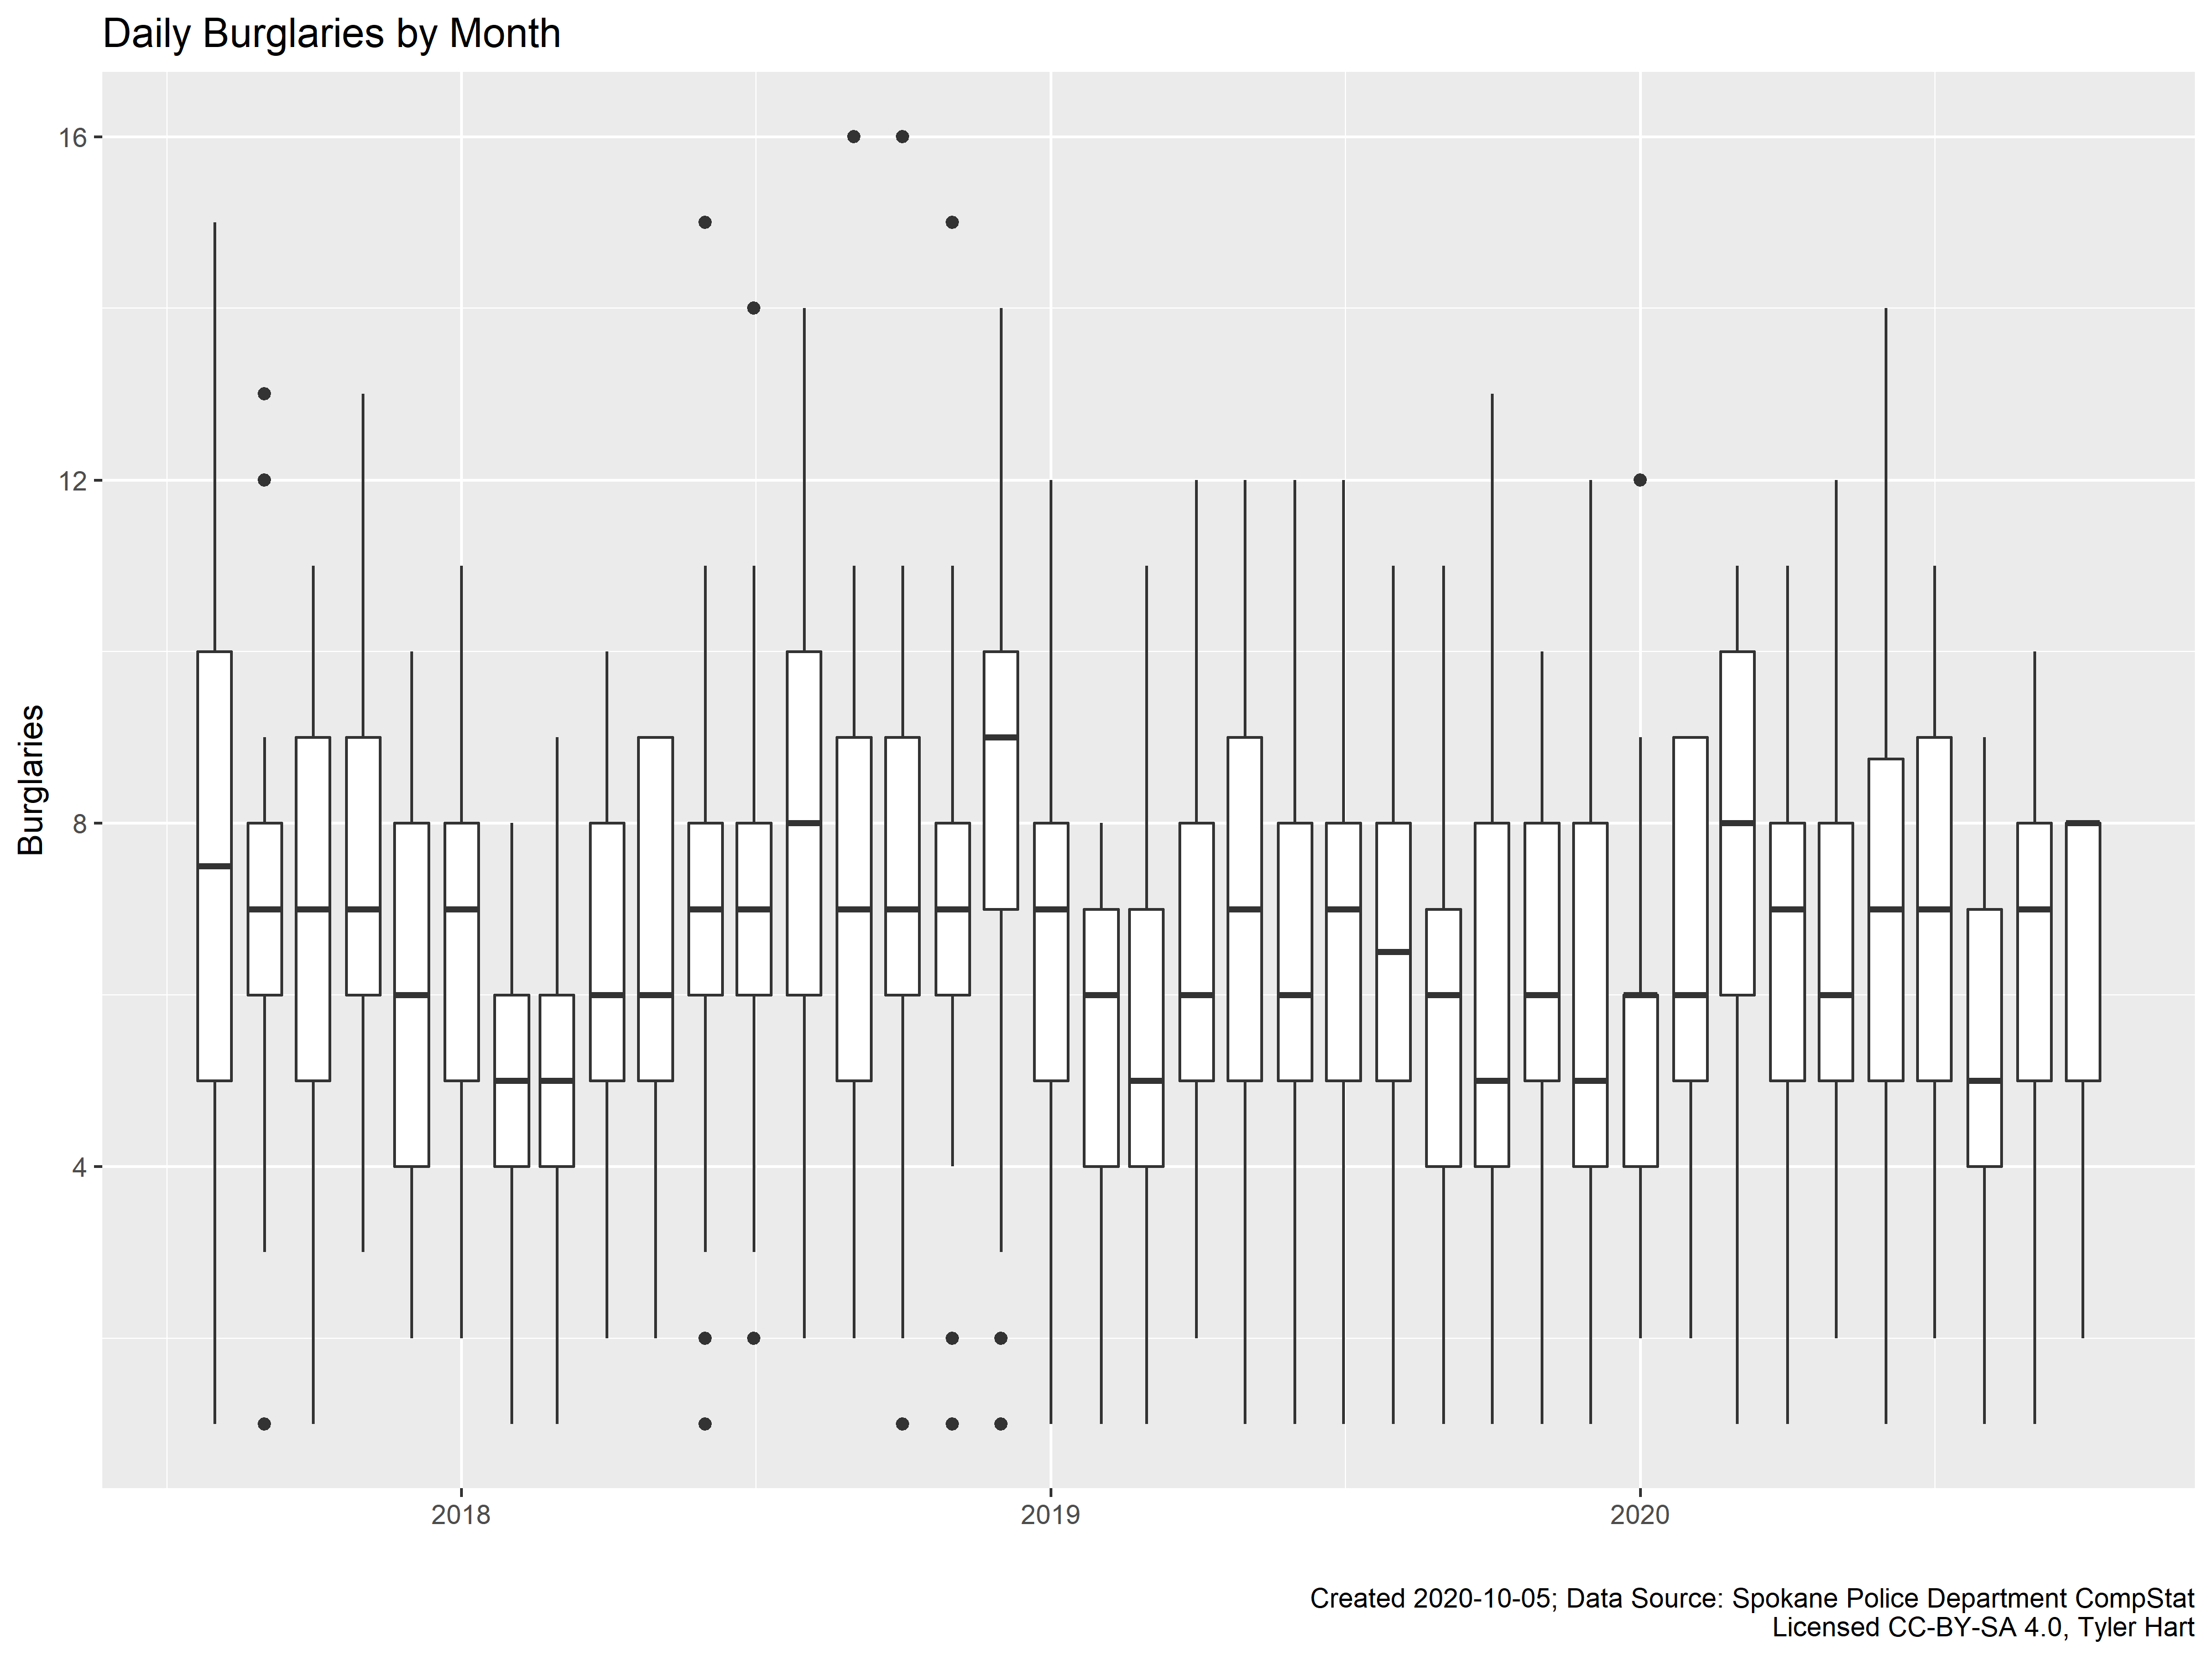 Daily Burglaries by Month
16
12
8
4
Burglaries
2018
2019
2020
Created 2020-10-05; Data Source: Spokane Police Department CompStat
Licensed CC-BY-SA 4.0, Tyler Hart